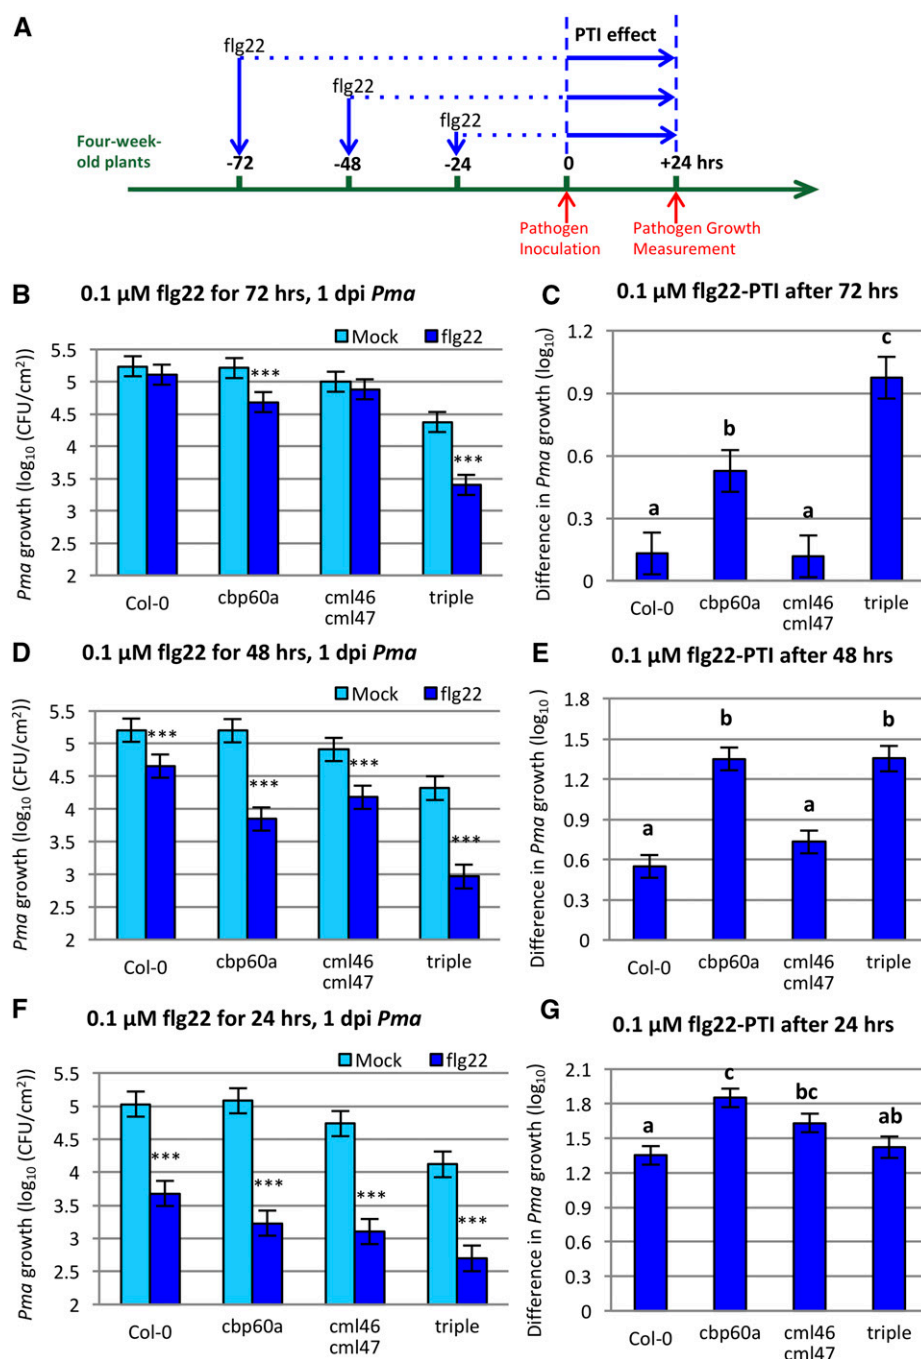 A
flg22
PTI effect
flg22
flg22
Four-week-
old plants
-72 -48 -24 0 +24 hrs
Pathogen
Inoculation
Pathogen Growth
Measurement
B 0.1 µM flg22 for 72 hrs, 1 dpi Pma
Mock flg22
Pma growth (log10 (CFU/cm2))
5.5
5
4.5
4
3.5
3
2.5
2
***
***
Col-0 cbp60a cml46 triple
cml47
C 0.1 µM flg22-PTI after 72 hrs
Difference in Pma growth (log10)
1.2
0.9
0.6
0.3
0
a b a c
Col-0 cbp60a cml46 triple
cml47
D 0.1 µM flg22 for 48 hrs, 1 dpi Pma
Mock flg22
Pma growth (log10 (CFU/cm2))
5.5
5
4.5
4
3.5
3
2.5
2
*** *** *** ***
Col-0 cbp60a cml46 triple
cml47
E 0.1 µM flg22-PTI after 48 hrs
Difference in Pma growth (log10)
1.8
1.5
1.2
0.9
0.6
0.3
0
a b a b
Col-0 cbp60a cml46 triple
cml47
F 0.1 µM flg22 for 24 hrs, 1 dpi Pma
Mock flg22
Pma growth (log10 (CFU/cm2))
5.5
5
4.5
4
3.5
3
2.5
2
*** *** *** ***
Col-0 cbp60a cml46 triple
cml47
G 0.1 µM flg22-PTI after 24 hrs
Difference in Pma growth (log10)
2.1
1.8
1.5
1.2
0.9
0.6
0.3
0
a c bc ab
Col-0 cbp60a cml46 triple
cml47